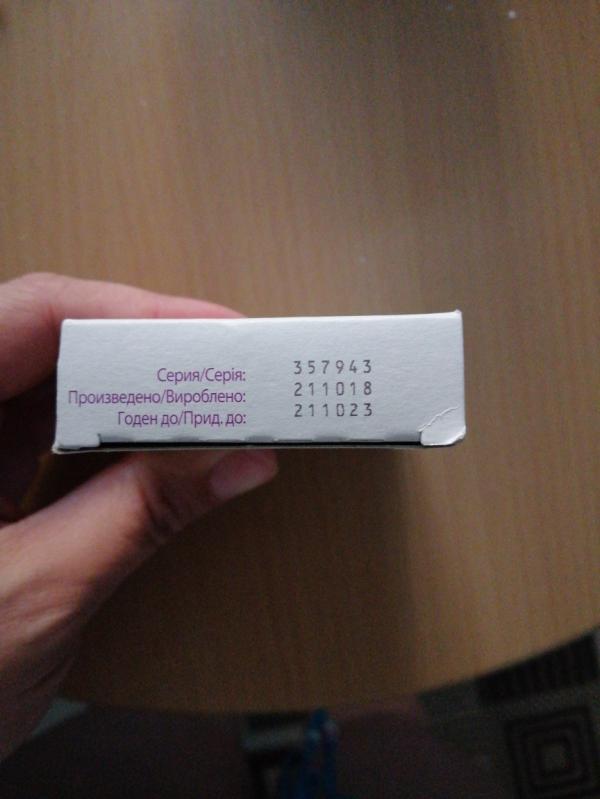 Серия/Серія: 357943
Произведено/Вироблено: 211018
Годен до/Прид. до: 211023